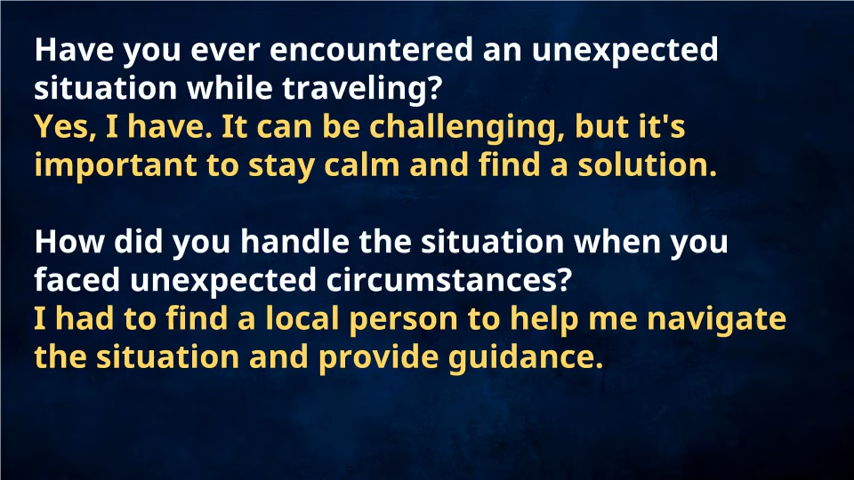 Have you ever encountered an unexpected
situation while traveling?
Yes, I have. It can be challenging, but it's
important to stay calm and find a solution.
How did you handle the situation when you
faced unexpected circumstances?
I had to find a local person to help me navigate
the situation and provide guidance.